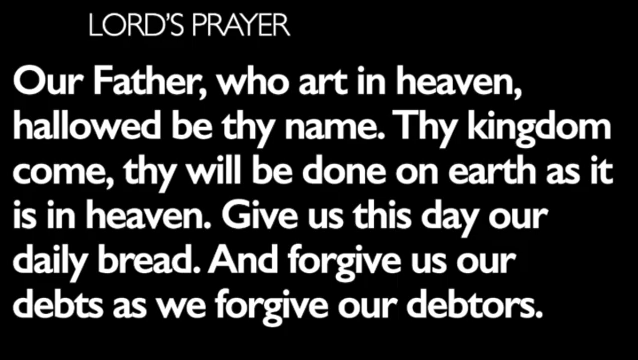 LORD'S PRAYER
Our Father, who art in heaven,
hallowed be thy name. Thy kingdom
come, thy will be done on earth as it
is in heaven. Give us this day our
daily bread. And forgive us our
debts as we forgive our debtors.